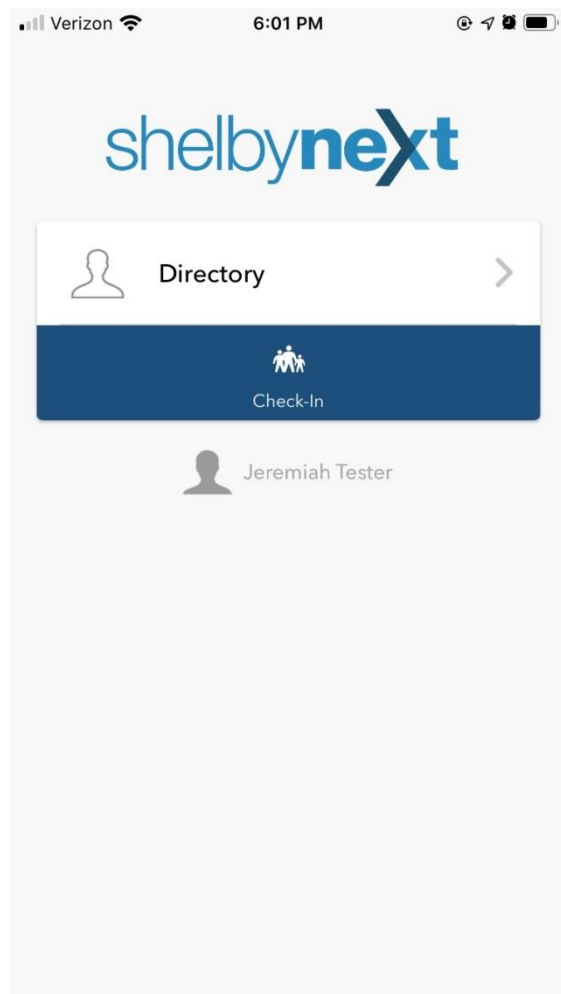 Verizon 6:01 PM
shelbynext
Directory
Check-In
Jeremiah Tester